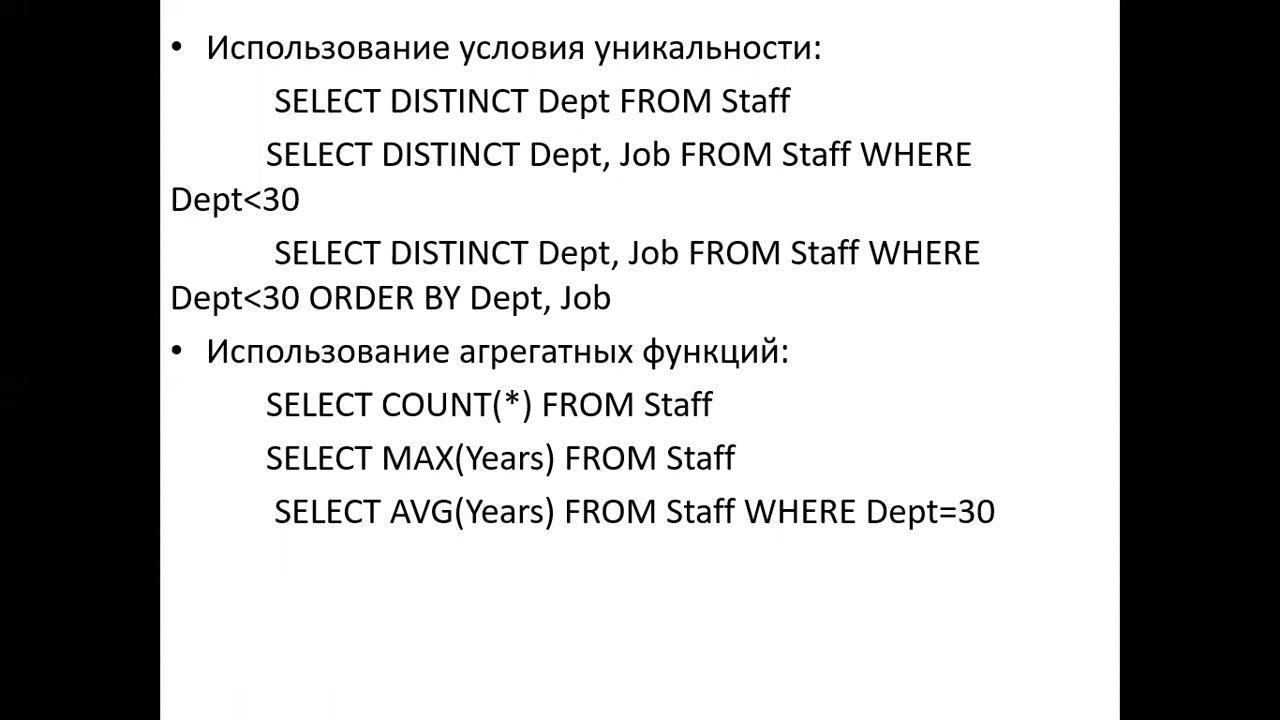 • Использование условия уникальности:
SELECT DISTINCT Dept FROM Staff
SELECT DISTINCT Dept, Job FROM Staff WHERE
Dept<30
SELECT DISTINCT Dept, Job FROM Staff WHERE
Dept<30 ORDER BY Dept, Job
• Использование агрегатных функций:
SELECT COUNT(*) FROM Staff
SELECT MAX(Years) FROM Staff
SELECT AVG(Years) FROM Staff WHERE Dept=30